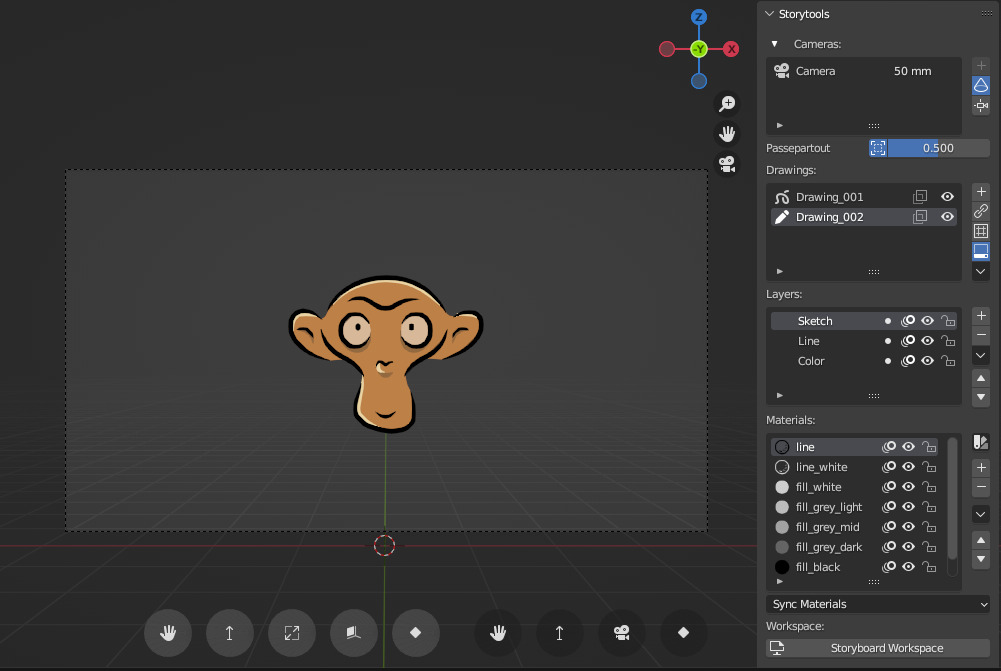 Z
-Y
X
Storytools
Cameras:
Camera 50 mm
Passepartout 0.500
Drawings:
Drawing_001
Drawing_002
Layers:
Sketch
Line
Color
Materials:
line
line_white
fill_white
fill_grey_light
fill_grey_mid
fill_grey_dark
fill_black
Sync Materials
Workspace:
Storyboard Workspace